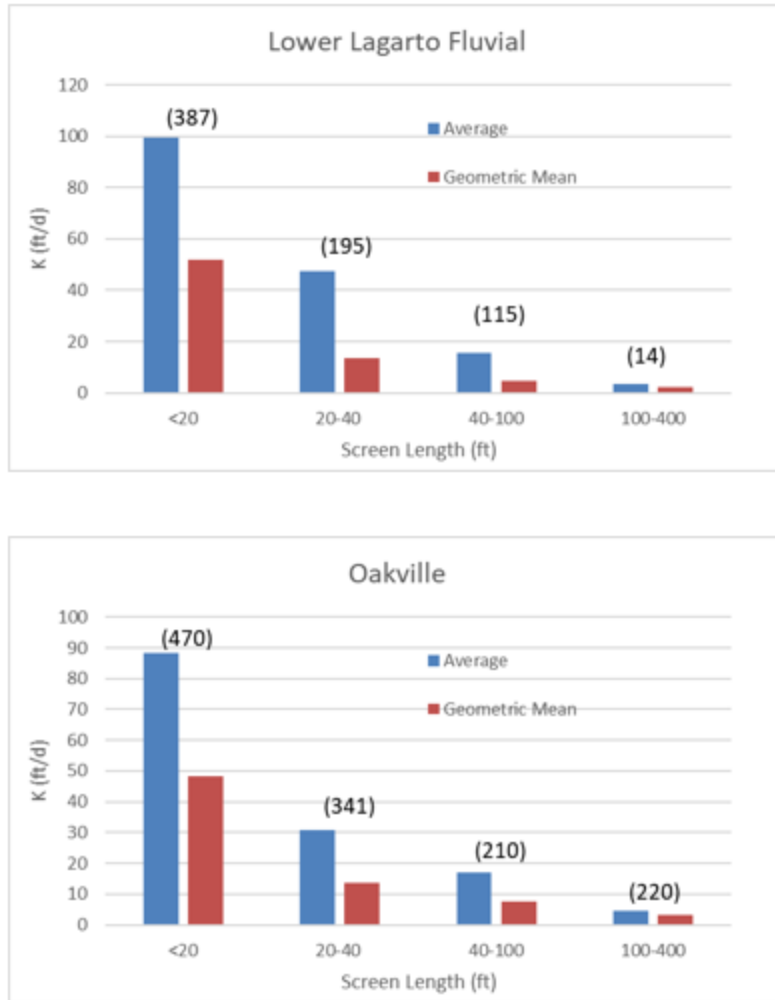 Lower Lagarto Fluvial
120
100
80
60
40
20
0
K (ft/d)
(387)
(195)
(115)
(14)
Average
Geometric Mean
<20 20-40 40-100 100-400
Screen Length (ft)
Oakville
100
90
80
70
60
50
40
30
20
10
0
K (ft/d)
(470)
(341)
(210)
(220)
Average
Geometric Mean
<20 20-40 40-100 100-400
Screen Length (ft)